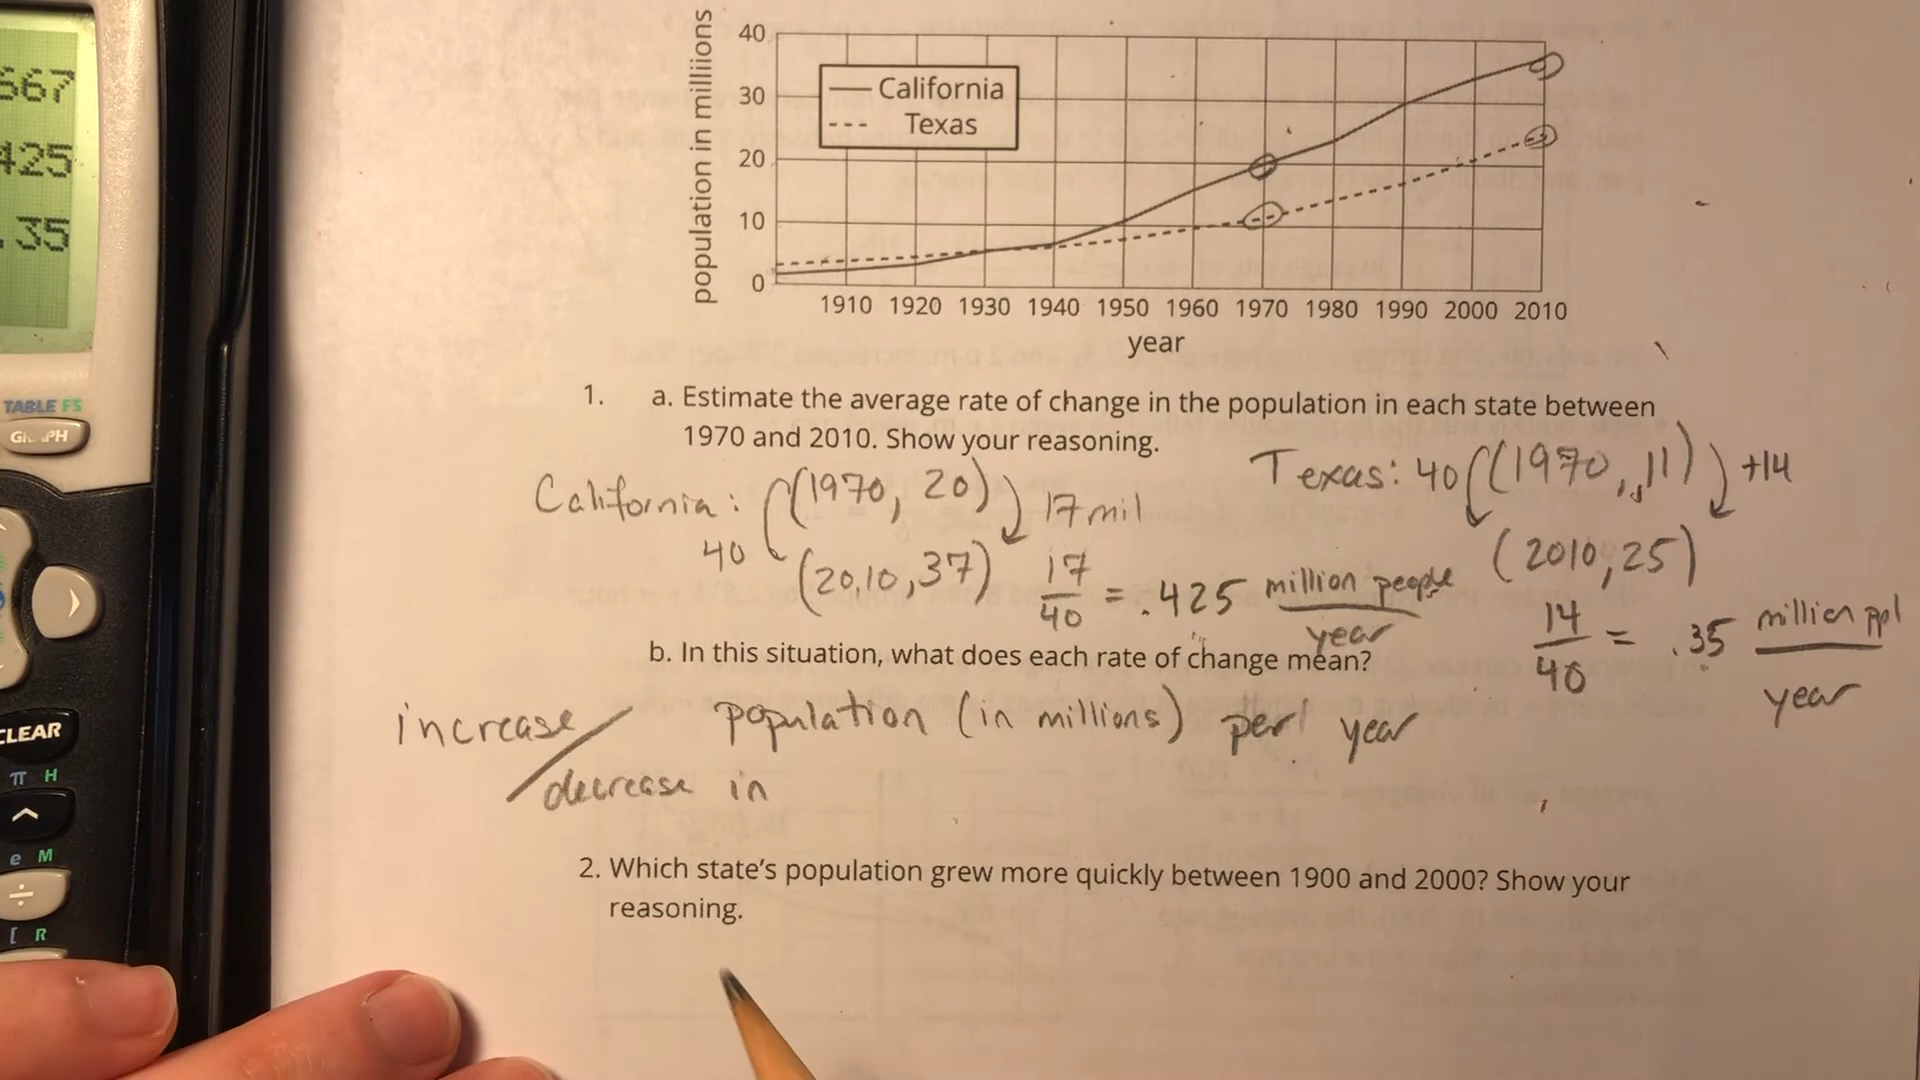 667
425
.35
TABLE F5
GRAPH
CLEAR
π H
^
e M
÷
[ R
population in millions
40
30
20
10
0
California
Texas
1910 1920 1930 1940 1950 1960 1970 1980 1990 2000 2010
year
1. a. Estimate the average rate of change in the population in each state between
1970 and 2010. Show your reasoning.
California: (1970, 20) 17 mil
40 (2010, 37) 17/40 = .425 million people/year
Texas: 40 (1970, 11) +14
(2010, 25)
14/40 = .35 million ppl/year
b. In this situation, what does each rate of change mean?
increase/decrease in population (in millions) per year
2. Which state's population grew more quickly between 1900 and 2000? Show your
reasoning.